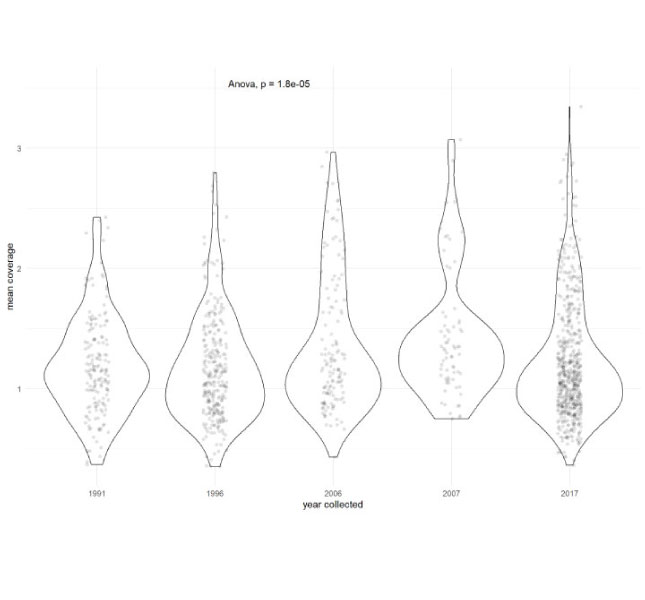 Anova, p = 1.8e-05
3
2
1
mean coverage
1991
1996
2006
2007
2017
year collected